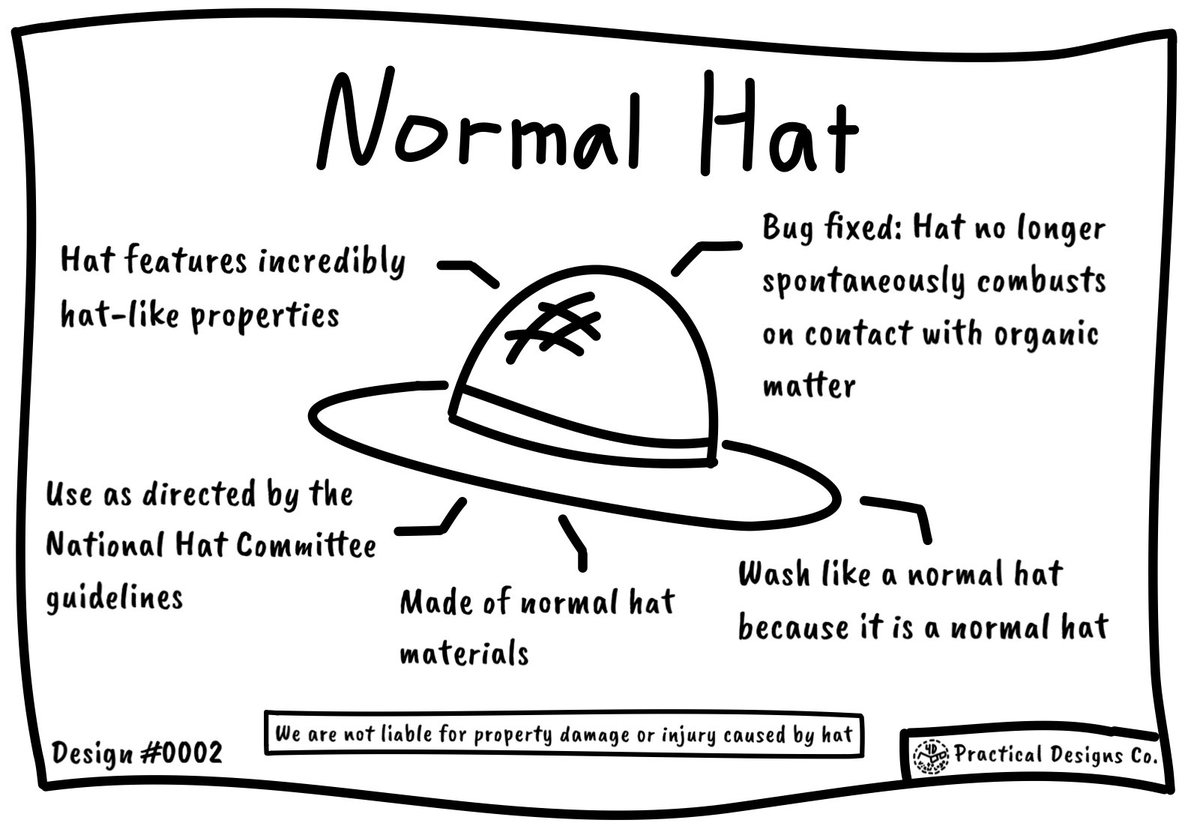 Normal Hat
Hat features incredibly
hat-like properties
Bug fixed: Hat no longer
spontaneously combusts
on contact with organic
matter
Use as directed by the
National Hat Committee
guidelines
Made of normal hat
materials
Wash like a normal hat
because it is a normal hat
We are not liable for property damage or injury caused by hat
Design #0002
Practical Designs Co.